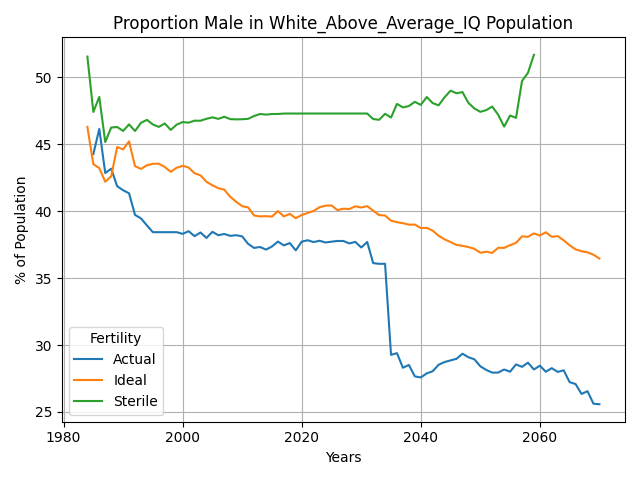 Proportion Male in White_Above_Average_IQ Population
% of Population
50
45
40
35
30
25
Fertility
Actual
Ideal
Sterile
1980
2000
2020
2040
2060
Years